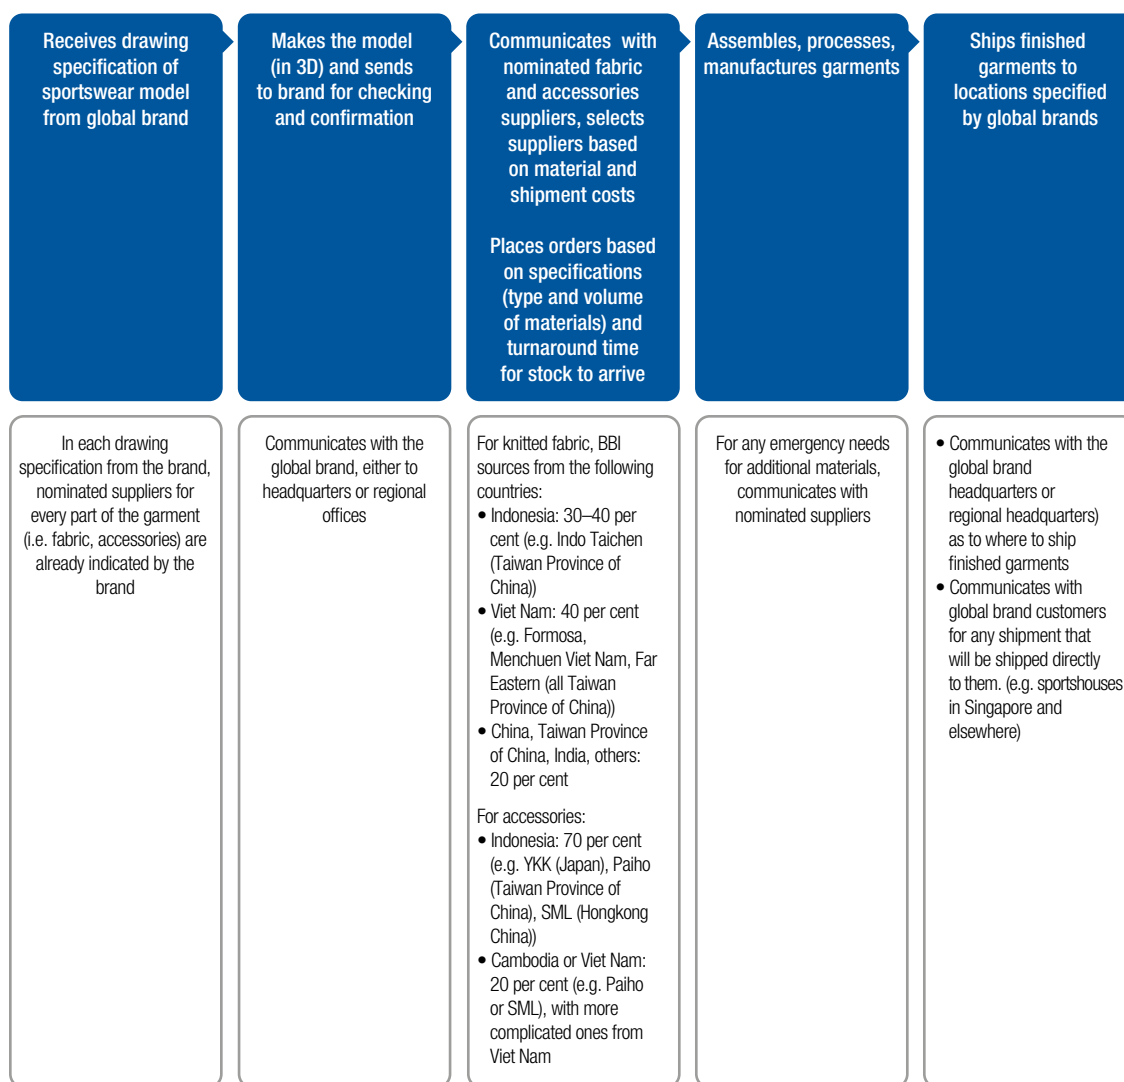 Receives drawing
specification of
sportswear model
from global brand
Makes the model
(in 3D) and sends
to brand for checking
and confirmation
Communicates with
nominated fabric
and accessories
suppliers, selects
suppliers based
on material and
shipment costs
Places orders based
on specifications
(type and volume
of materials) and
turnaround time
for stock to arrive
Assembles, processes,
manufactures garments
Ships finished
garments to
locations specified
by global brands
In each drawing
specification from the brand,
nominated suppliers for
every part of the garment
(i.e. fabric, accessories) are
already indicated by the
brand
Communicates with the
global brand, either to
headquarters or regional
offices
For knitted fabric, BBI
sources from the following
countries:
• Indonesia: 30–40 per
cent (e.g. Indo Taichen
(Taiwan Province of
China))
• Viet Nam: 40 per cent
(e.g. Formosa,
Menchuen Viet Nam, Far
Eastern (all Taiwan
Province of China))
• China, Taiwan Province
of China, India, others:
20 per cent
For accessories:
• Indonesia: 70 per cent
(e.g. YKK (Japan), Paiho
(Taiwan Province of
China), SML (Hongkong
China))
• Cambodia or Viet Nam:
20 per cent (e.g. Paiho
or SML), with more
complicated ones from
Viet Nam
For any emergency needs
for additional materials,
communicates with
nominated suppliers
• Communicates with the
global brand
headquarters or
regional headquarters)
as to where to ship
finished garments
• Communicates with
global brand customers
for any shipment that
will be shipped directly
to them. (e.g. sportshouses
in Singapore and
elsewhere)